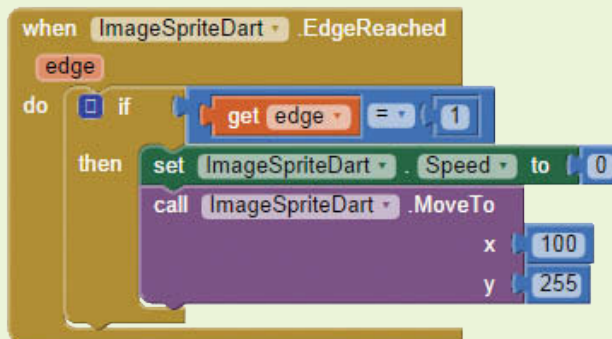 when ImageSpriteDart .EdgeReached
edge
do if get edge = 1
then set ImageSpriteDart . Speed to 0
call ImageSpriteDart .MoveTo
x 100
y 255